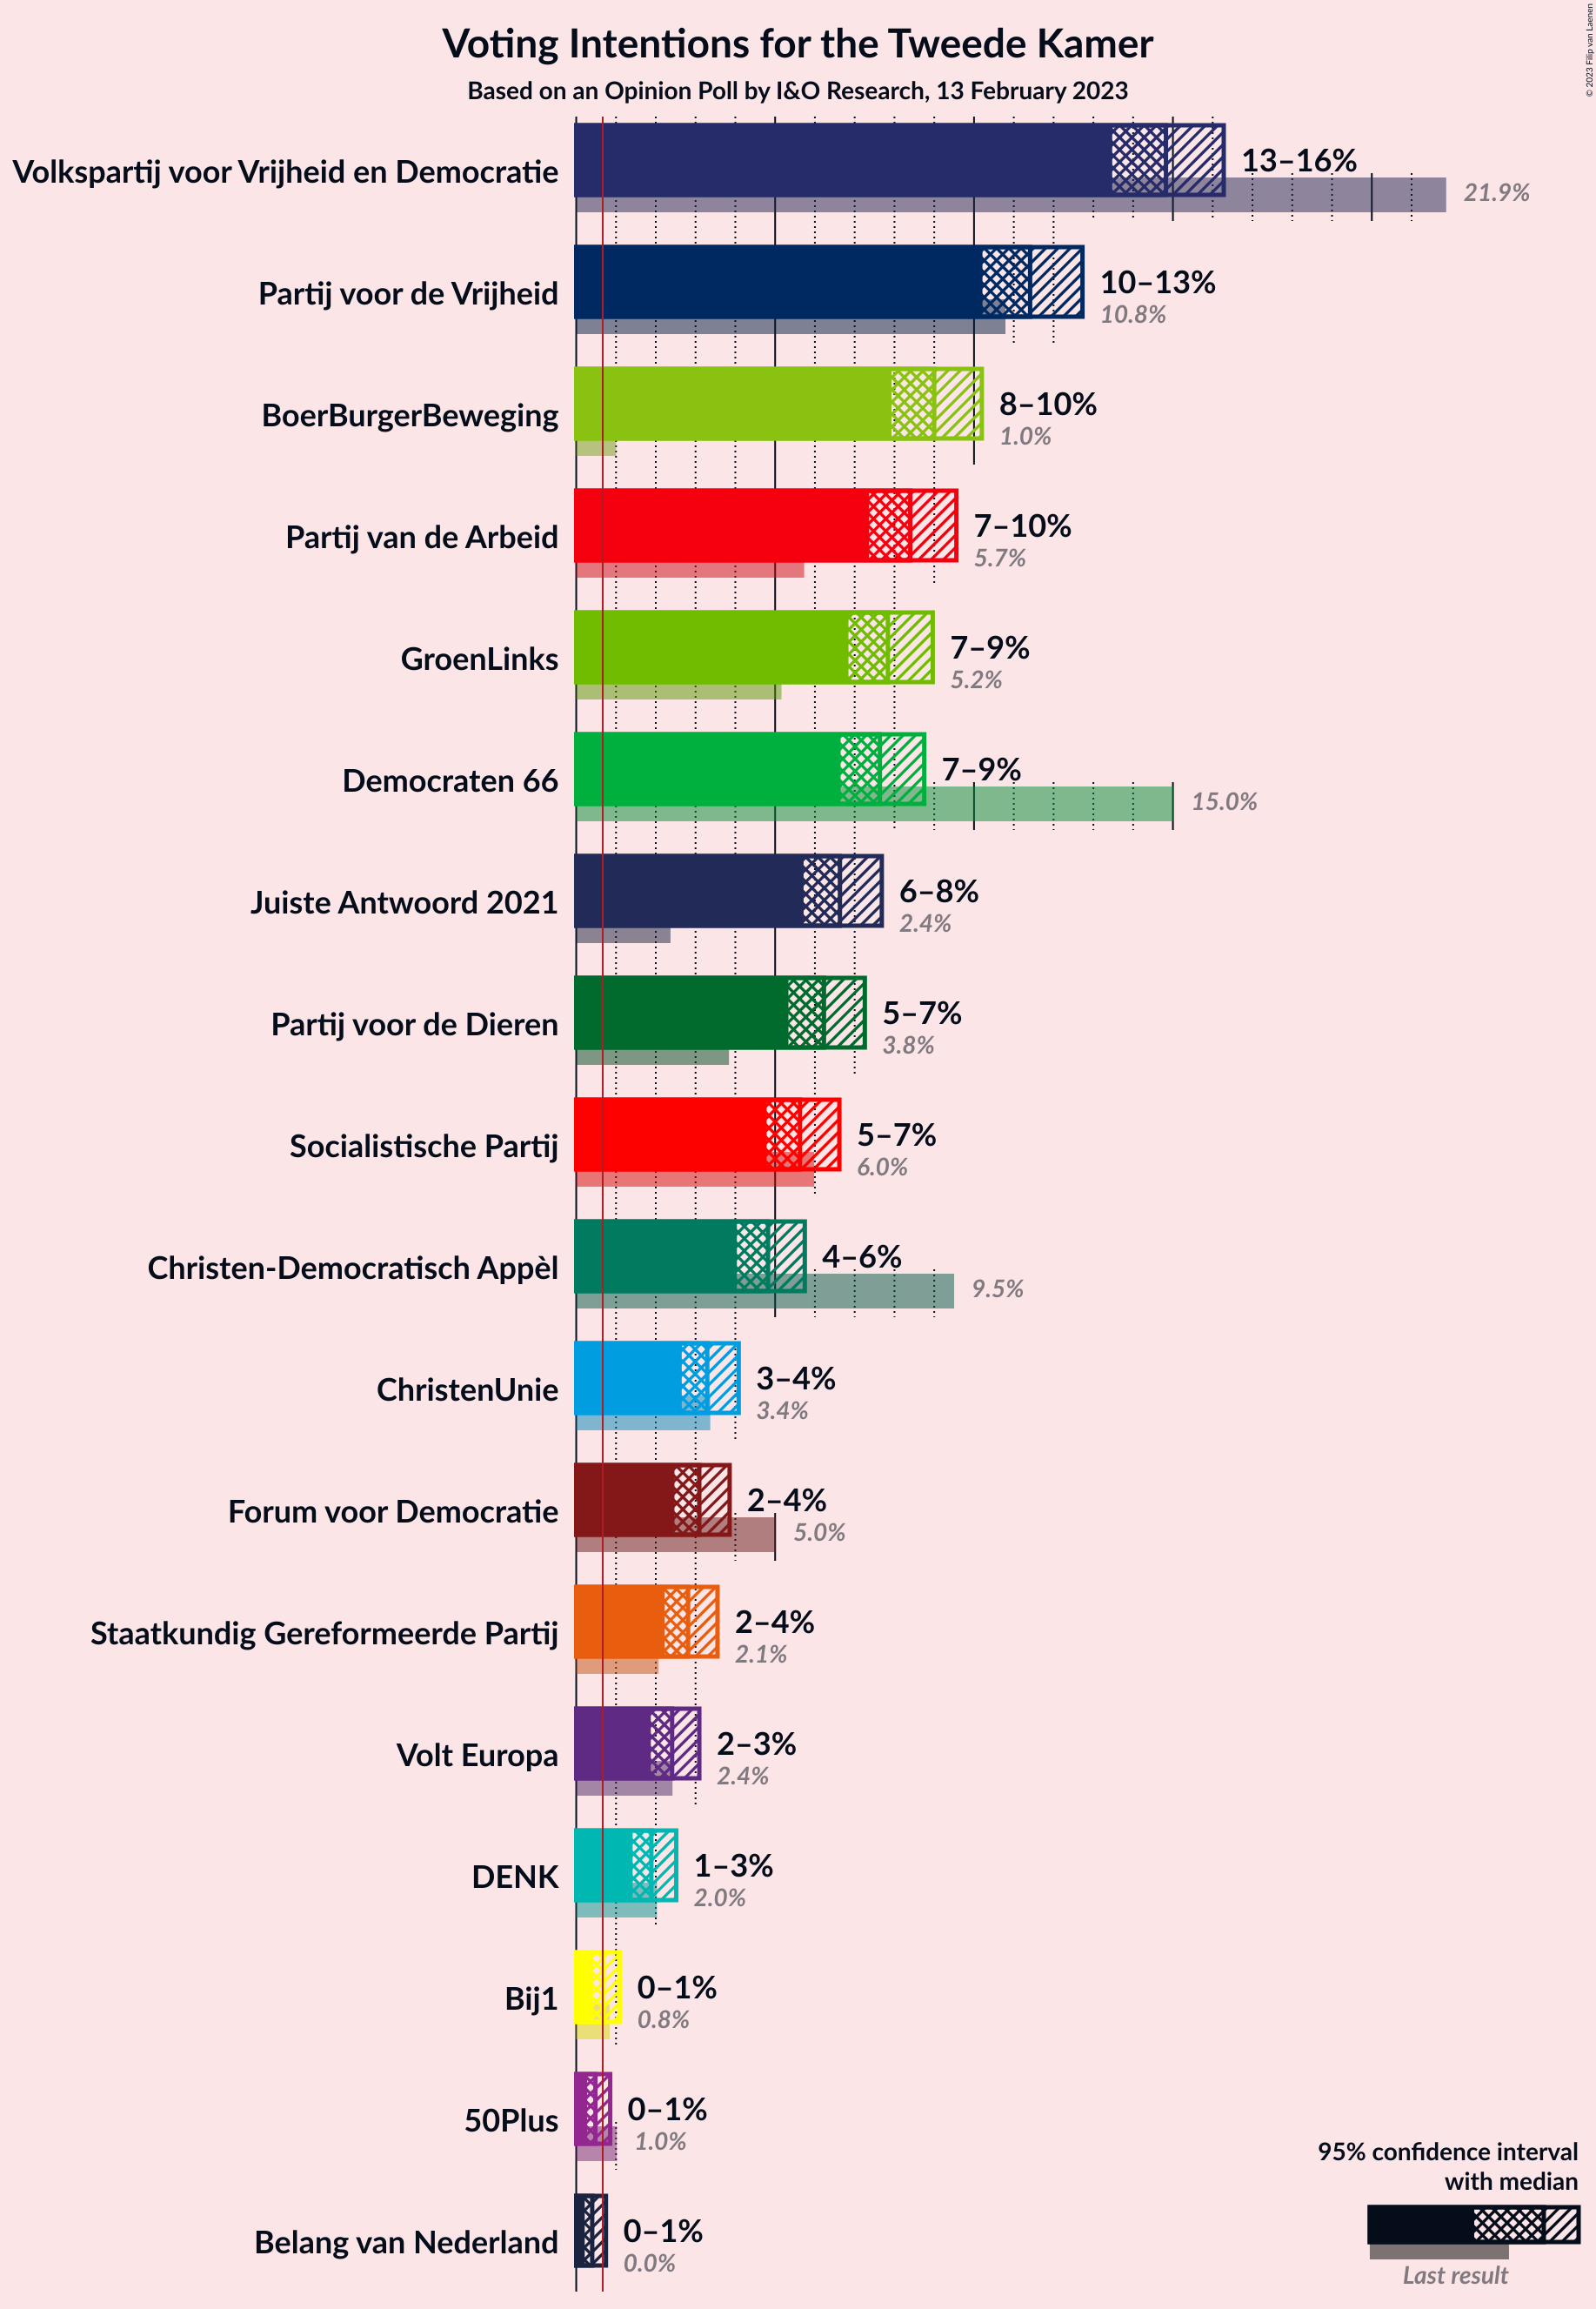 Voting Intentions for the Tweede Kamer
Based on an Opinion Poll by I&O Research, 13 February 2023
© 2023 Filip van Laenen
Volkspartij voor Vrijheid en Democratie
13–16%
21.9%
Partij voor de Vrijheid
10–13%
10.8%
BoerBurgerBeweging
8–10%
1.0%
Partij van de Arbeid
7–10%
5.7%
GroenLinks
7–9%
5.2%
Democraten 66
7–9%
15.0%
Juiste Antwoord 2021
6–8%
2.4%
Partij voor de Dieren
5–7%
3.8%
Socialistische Partij
5–7%
6.0%
Christen-Democratisch Appèl
4–6%
9.5%
ChristenUnie
3–4%
3.4%
Forum voor Democratie
2–4%
5.0%
Staatkundig Gereformeerde Partij
2–4%
2.1%
Volt Europa
2–3%
2.4%
DENK
1–3%
2.0%
Bij1
0–1%
0.8%
50Plus
0–1%
1.0%
Belang van Nederland
0–1%
0.0%
95% confidence interval
with median
Last result